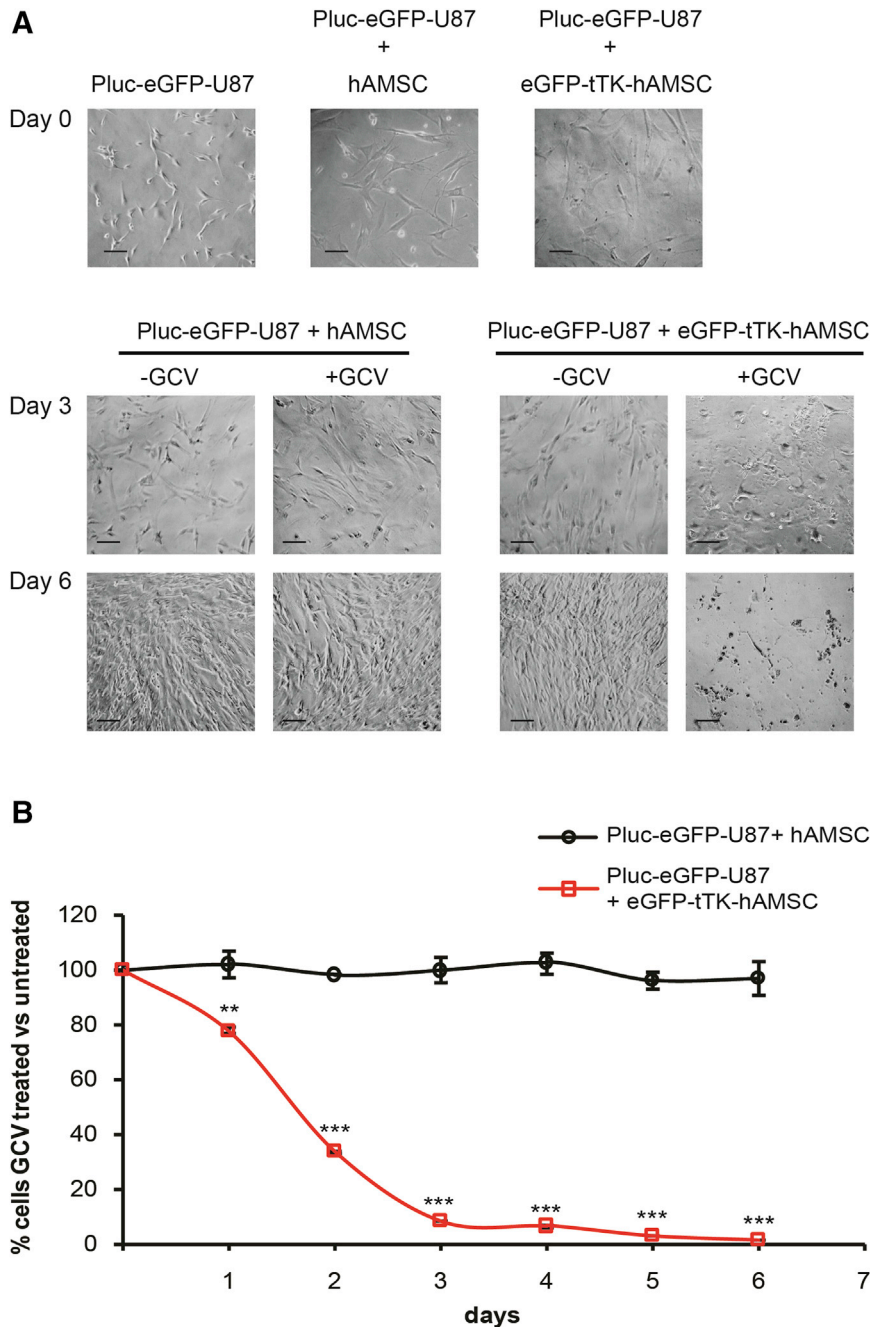 A
Pluc-eGFP-U87
Pluc-eGFP-U87
+
hAMSC
Pluc-eGFP-U87
+
eGFP-tTK-hAMSC
Day 0
Pluc-eGFP-U87 + hAMSC
Pluc-eGFP-U87 + eGFP-tTK-hAMSC
-GCV
+GCV
-GCV
+GCV
Day 3
Day 6
B
Pluc-eGFP-U87+ hAMSC
Pluc-eGFP-U87
+ eGFP-tTK-hAMSC
% cells GCV treated vs untreated
120
100
80
60
40
20
0
**
***
***
***
***
***
1
2
3
4
5
6
7
days